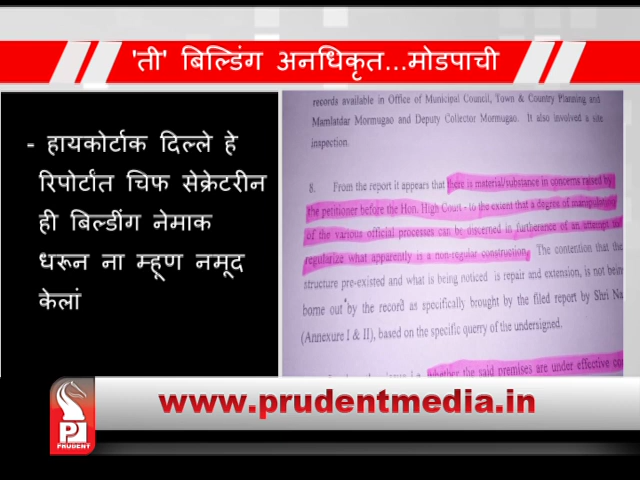 'ती' बिल्डिंग अनधिकृत...मोडपाची
- हायकोर्टाक दिल्ले हे
रिपोर्टांत चिफ सेक्रेटरीन
ही बिल्डींग नेमाक
धरून ना म्हूण नमूद
केलां
records available in Office of Municipal Council, Town & Country Planning and
Mamlatdar Mormugao and Deputy Collector Mormugao. It also involved a site
inspection.
8. From the report it appears that there is material/substance in concerns raised by
the petitioner before the Hon. High Court - to the extent that a degree of manipulation
of the various official processes can be discerned in furtherance of an attempt
regularize what apparently is a non-regular construction. The contention that the
structure pre-existed and what is being noticed is repair and extension, is not being
borne out by the record as specifically brought by the filed report by Shri
(Annexure I & II), based on the specific querry of the undersigned.
whether the said premises are under effective
www.prudentmedia.in
PRUDENT